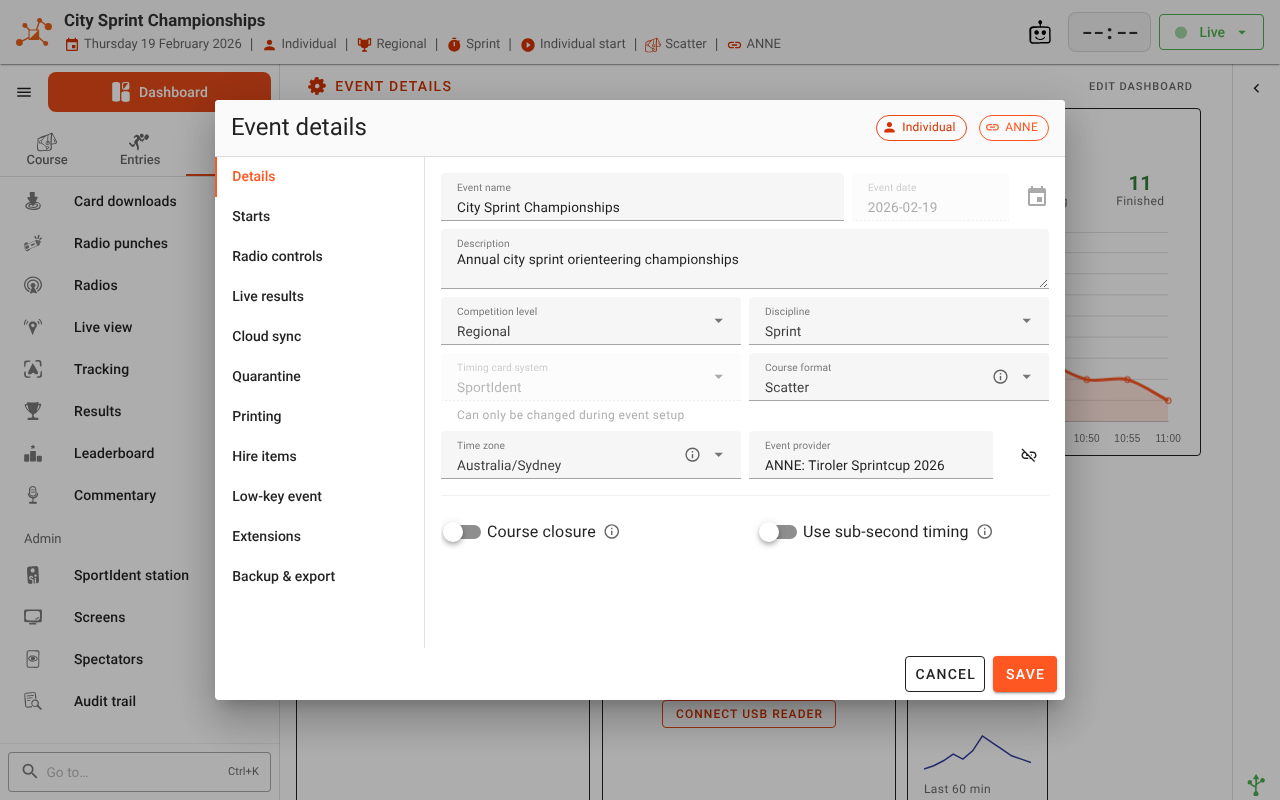 City Sprint Championships
Thursday 19 February 2026 | Individual | Regional | Sprint | Individual start | Scatter | ANNE
--:--
Live
Dashboard
EVENT DETAILS
EDIT DASHBOARD
Course
Entries
Card downloads
Radio punches
Radios
Live view
Tracking
Results
Leaderboard
Commentary
Admin
SportIdent station
Screens
Spectators
Audit trail
Go to...
Ctrl+K
Event details
Individual
ANNE
Details
Starts
Radio controls
Live results
Cloud sync
Quarantine
Printing
Hire items
Low-key event
Extensions
Backup & export
Event name
City Sprint Championships
Event date
2026-02-19
Description
Annual city sprint orienteering championships
Competition level
Regional
Discipline
Sprint
Timing card system
SportIdent
Can only be changed during event setup
Course format
Scatter
Time zone
Australia/Sydney
Event provider
ANNE: Tiroler Sprintcup 2026
Course closure
Use sub-second timing
CANCEL
SAVE
11
Finished
10:50 10:55 11:00
CONNECT USB READER
Last 60 min